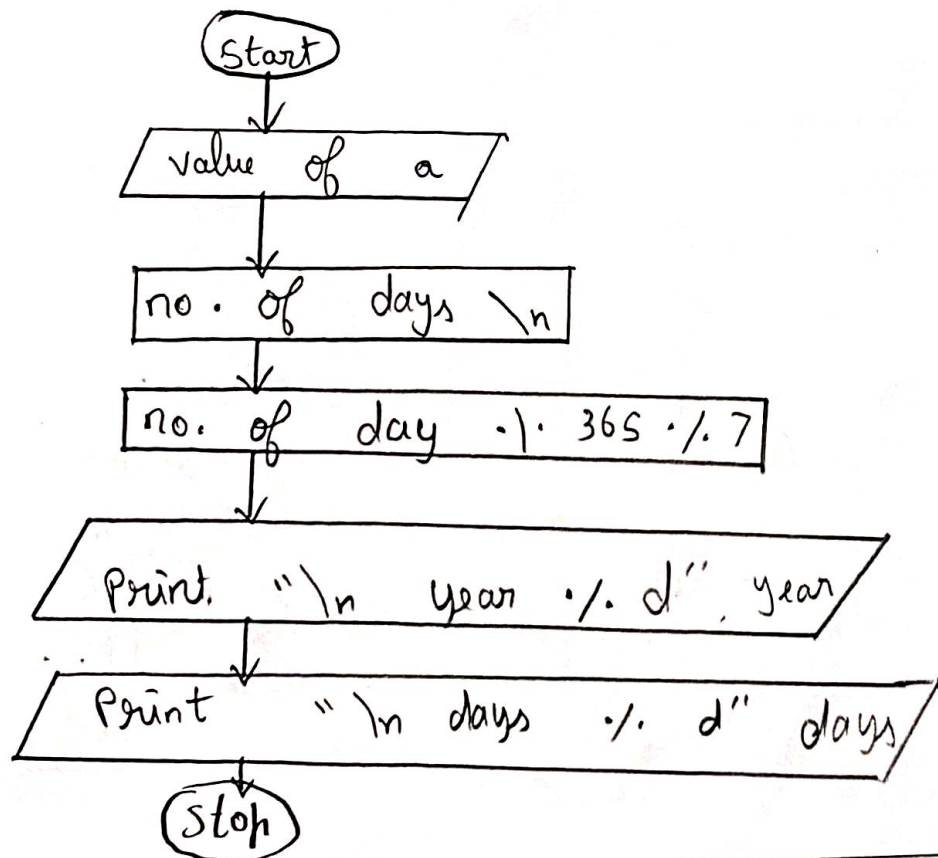 Start
value of a
no. of days \n
no. of day .\. 365 ./. 7
Print. "\n year ./. d", year
Print "\n days ./. d" days
Stop